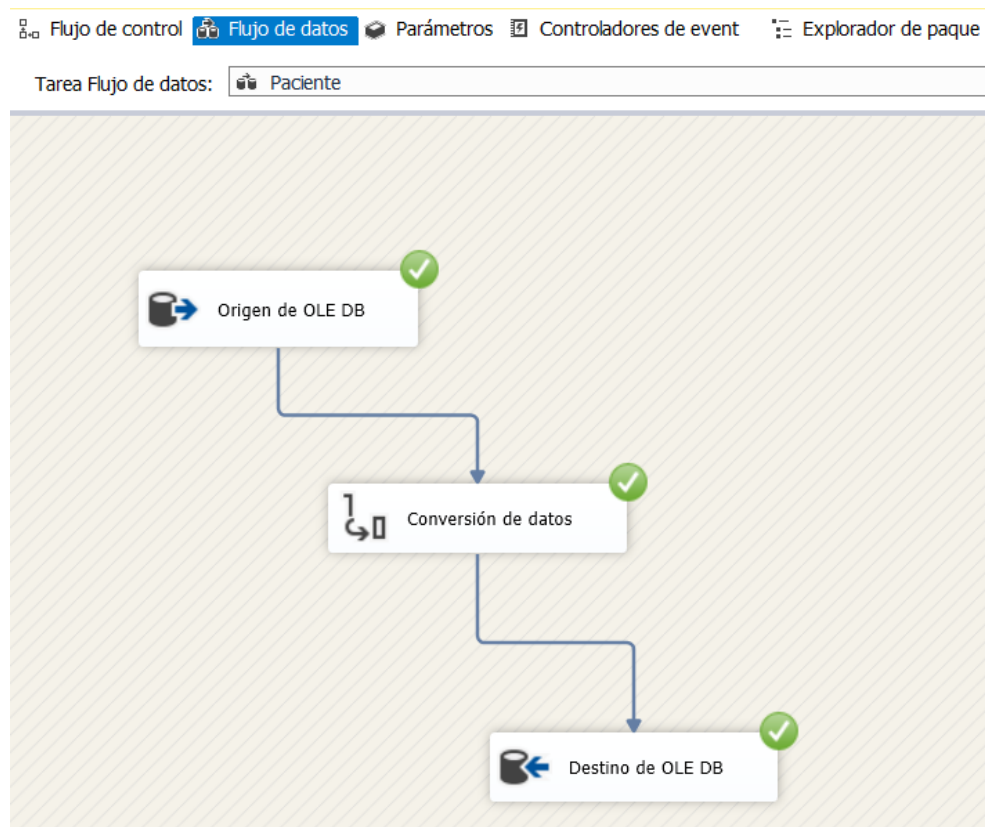 Flujo de control Flujo de datos Parámetros Controladores de event Explorador de paque
Tarea Flujo de datos: Paciente
Origen de OLE DB
Conversión de datos
Destino de OLE DB